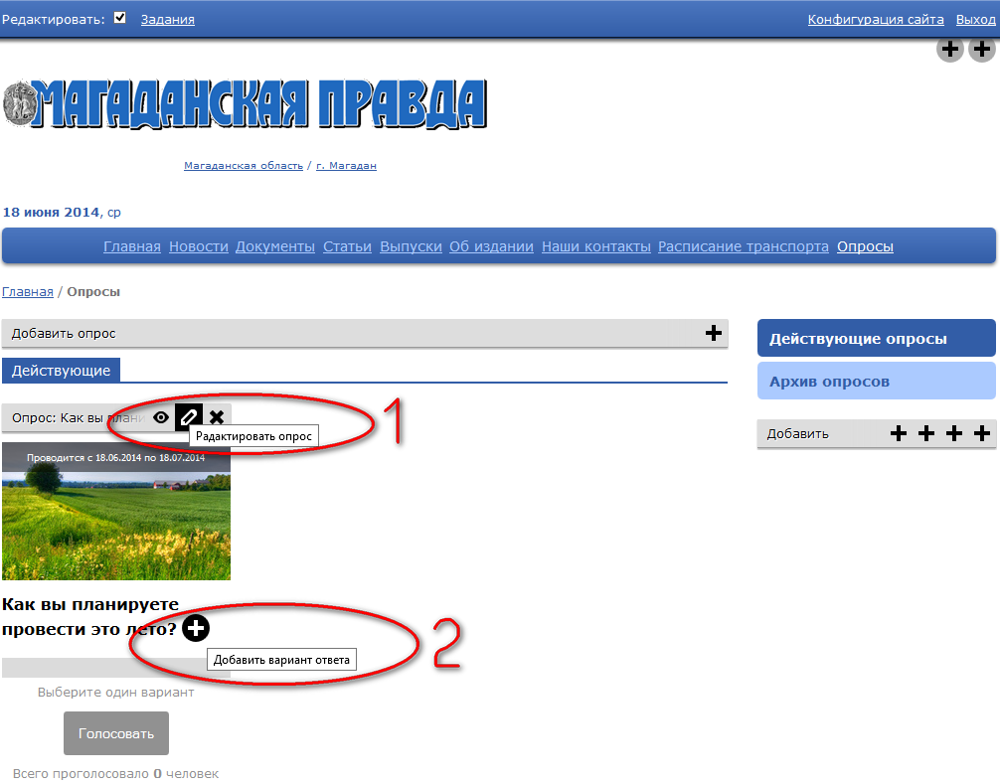 Редактировать: Задания Конфигурация сайта Выход
МАГАДАНСКАЯ ПРАВДА
Магаданская область / г. Магадан
18 июня 2014, ср
Главная Новости Документы Статьи Выпуски Об издании Наши контакты Расписание транспорта Опросы
Главная / Опросы
Добавить опрос
Действующие
Опрос: Как вы плани
1
Радактировать опрос
Проводится с 18.06.2014 по 18.07.2014
Как вы планируете
провести это лето?
2
Добавить вариант ответа
Выберите один вариант
Голосовать
Всего проголосовало 0 человек
Действующие опросы
Архив опросов
Добавить